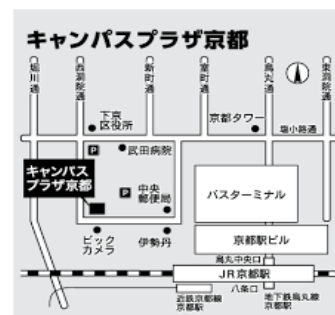 キャンパスプラザ京都
堀川通
西洞院通
新町通
室町通
烏丸通
東洞院通
下京
区役所
京都タワー
塩小路通
P
武田病院
キャンパス
プラザ京都
P
中央
郵便局
バスターミナル
ビック
カメラ
伊勢丹
京都駅ビル
烏丸中央口
JR京都駅
八条口
近鉄京都線
京都駅
地下鉄烏丸線
京都駅